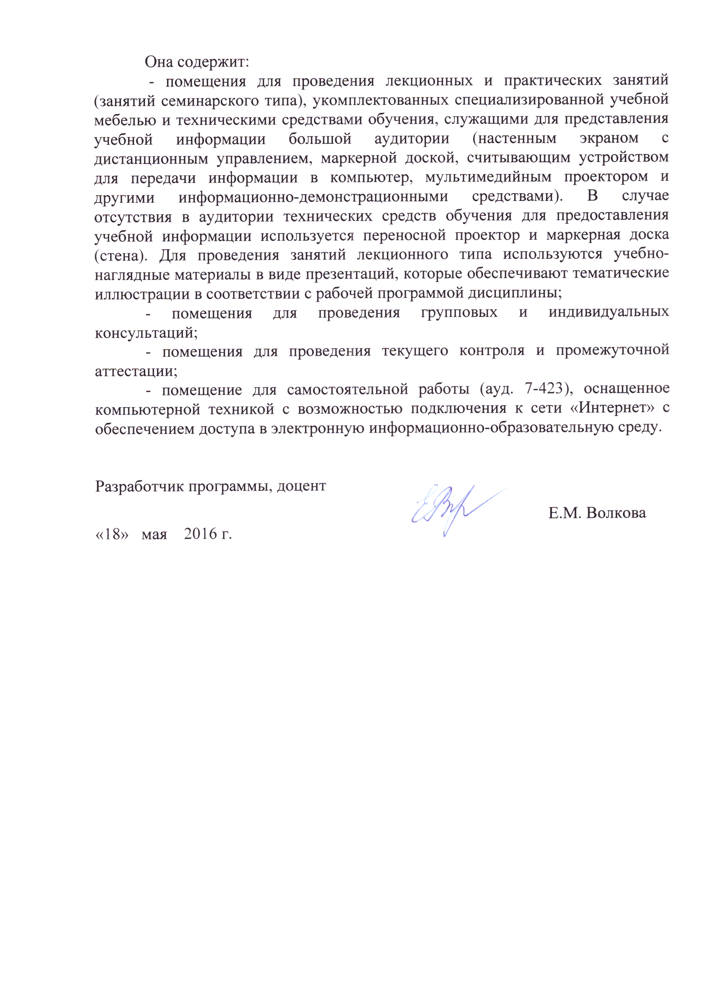 Она содержит:
- помещения для проведения лекционных и практических занятий
(занятий семинарского типа), укомплектованных специализированной учебной
мебелью и техническими средствами обучения, служащими для представления
учебной информации большой аудитории (настенным экраном с
дистанционным управлением, маркерной доской, считывающим устройством
для передачи информации в компьютер, мультимедийным проектором и
другими информационно-демонстрационными средствами). В случае
отсутствия в аудитории технических средств обучения для предоставления
учебной информации используется переносной проектор и маркерная доска
(стена). Для проведения занятий лекционного типа используются учебно-
наглядные материалы в виде презентаций, которые обеспечивают тематические
иллюстрации в соответствии с рабочей программой дисциплины;
- помещения для проведения групповых и индивидуальных
консультаций;
- помещения для проведения текущего контроля и промежуточной
аттестации;
- помещение для самостоятельной работы (ауд. 7-423), оснащенное
компьютерной техникой с возможностью подключения к сети «Интернет» с
обеспечением доступа в электронную информационно-образовательную среду.
Разработчик программы, доцент
Е.М. Волкова
«18» мая 2016 г.